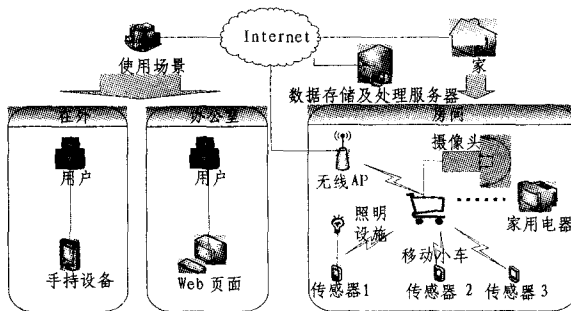 Internet
使用场景
家
数据存储及处理服务器
在外
办公室
房间
用户
用户
摄像头
无线AP
照明
设施
家用电器
移动小车
手持设备
Web 页面
传感器1
传感器 2
传感器 3